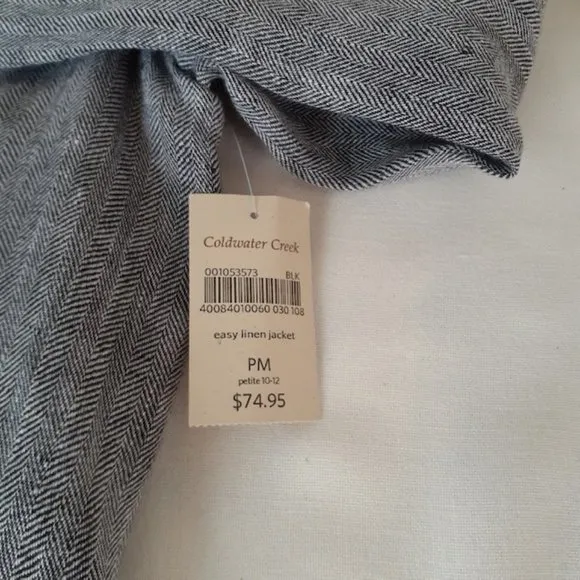 Coldwater Creek
001053573 BLK
40084010060 030 108
easy linen jacket
PM
petite 10-12
$74.95